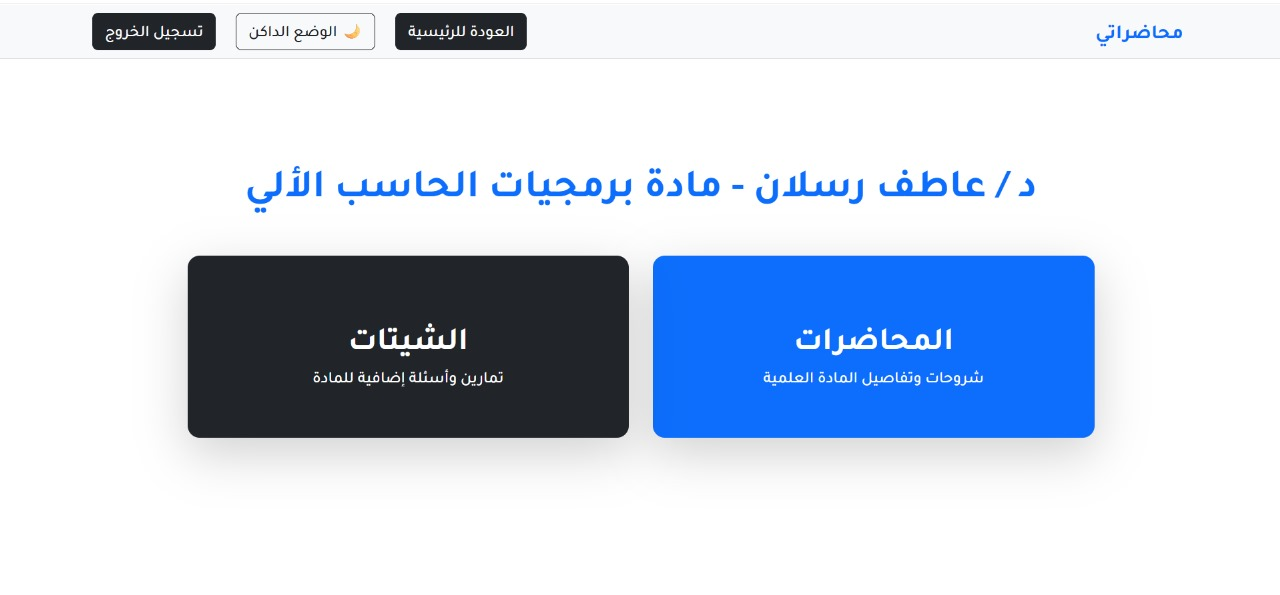 محاضراتي
العودة للرئيسية
🌙 الوضع الداكن
تسجيل الخروج
د / عاطف رسلان - مادة برمجيات الحاسب الألي
المحاضرات
شروحات وتفاصيل المادة العلمية
الشيتات
تمارين وأسئلة إضافية للمادة